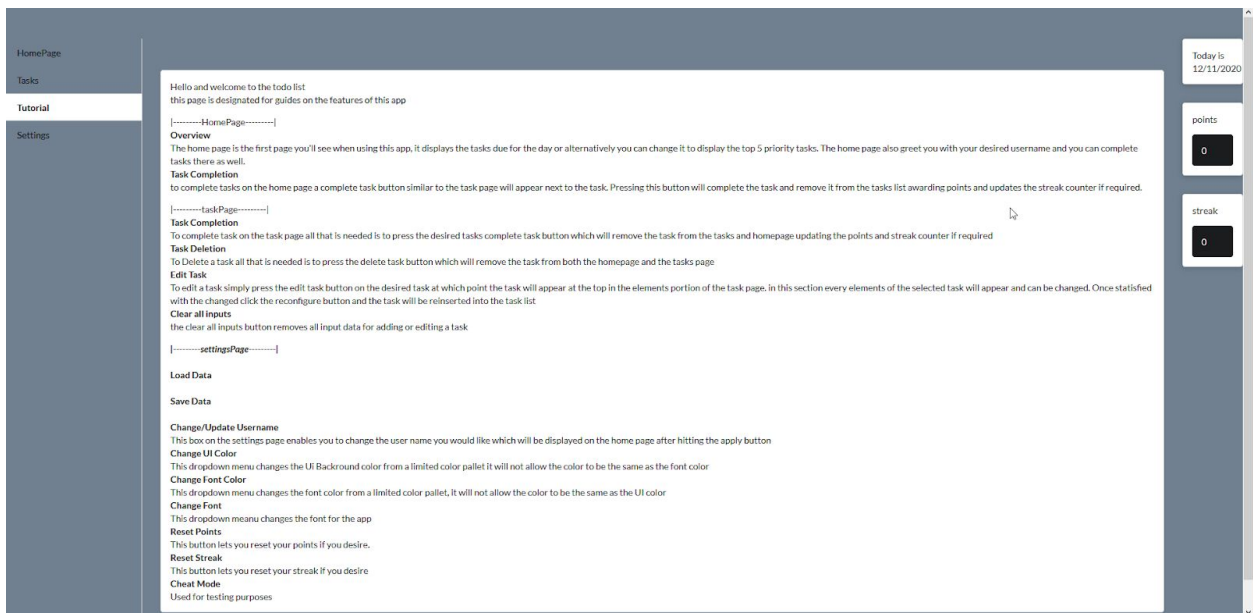 HomePage
Tasks
Tutorial
Settings
Hello and welcome to the todo list
this page is designated for guides on the features of this app
|---------HomePage---------|
Overview
The home page is the first page you'll see when using this app, it displays the tasks due for the day or alternatively you can change it to display the top 5 priority tasks. The home page also greet you with your desired username and you can complete
tasks there as well.
Task Completion
to complete tasks on the home page a complete task button similar to the task page will appear next to the task. Pressing this button will complete the task and remove it from the tasks list awarding points and updates the streak counter if required.
|---------taskPage---------|
Task Completion
To complete task on the task page all that is needed is to press the desired tasks complete task button which will remove the task from the tasks and homepage updating the points and streak counter if required
Task Deletion
To Delete a task all that is needed is to press the delete task button which will remove the task from both the homepage and the tasks page
Edit Task
To edit a task simply press the edit task button on the desired task at which point the task will appear at the top in the elements portion of the task page. in this section every elements of the selected task will appear and can be changed. Once statisfied
with the changed click the reconfigure button and the task will be reinserted into the task list
Clear all inputs
the clear all inputs button removes all input data for adding or editing a task
|---------settingsPage---------|
Load Data
Save Data
Change/Update Username
This box on the settings page enables you to change the user name you would like which will be displayed on the home page after hitting the apply button
Change UI Color
This dropdown menu changes the Ui Backround color from a limited color pallet it will not allow the color to be the same as the font color
Change Font Color
This dropdown menu changes the font color from a limited color pallet, it will not allow the color to be the same as the UI color
Change Font
This dropdown meanu changes the font for the app
Reset Points
This button lets you reset your points if you desire.
Reset Streak
This button lets you reset your streak if you desire
Cheat Mode
Used for testing purposes
Today is
12/11/2020
points
0
streak
0